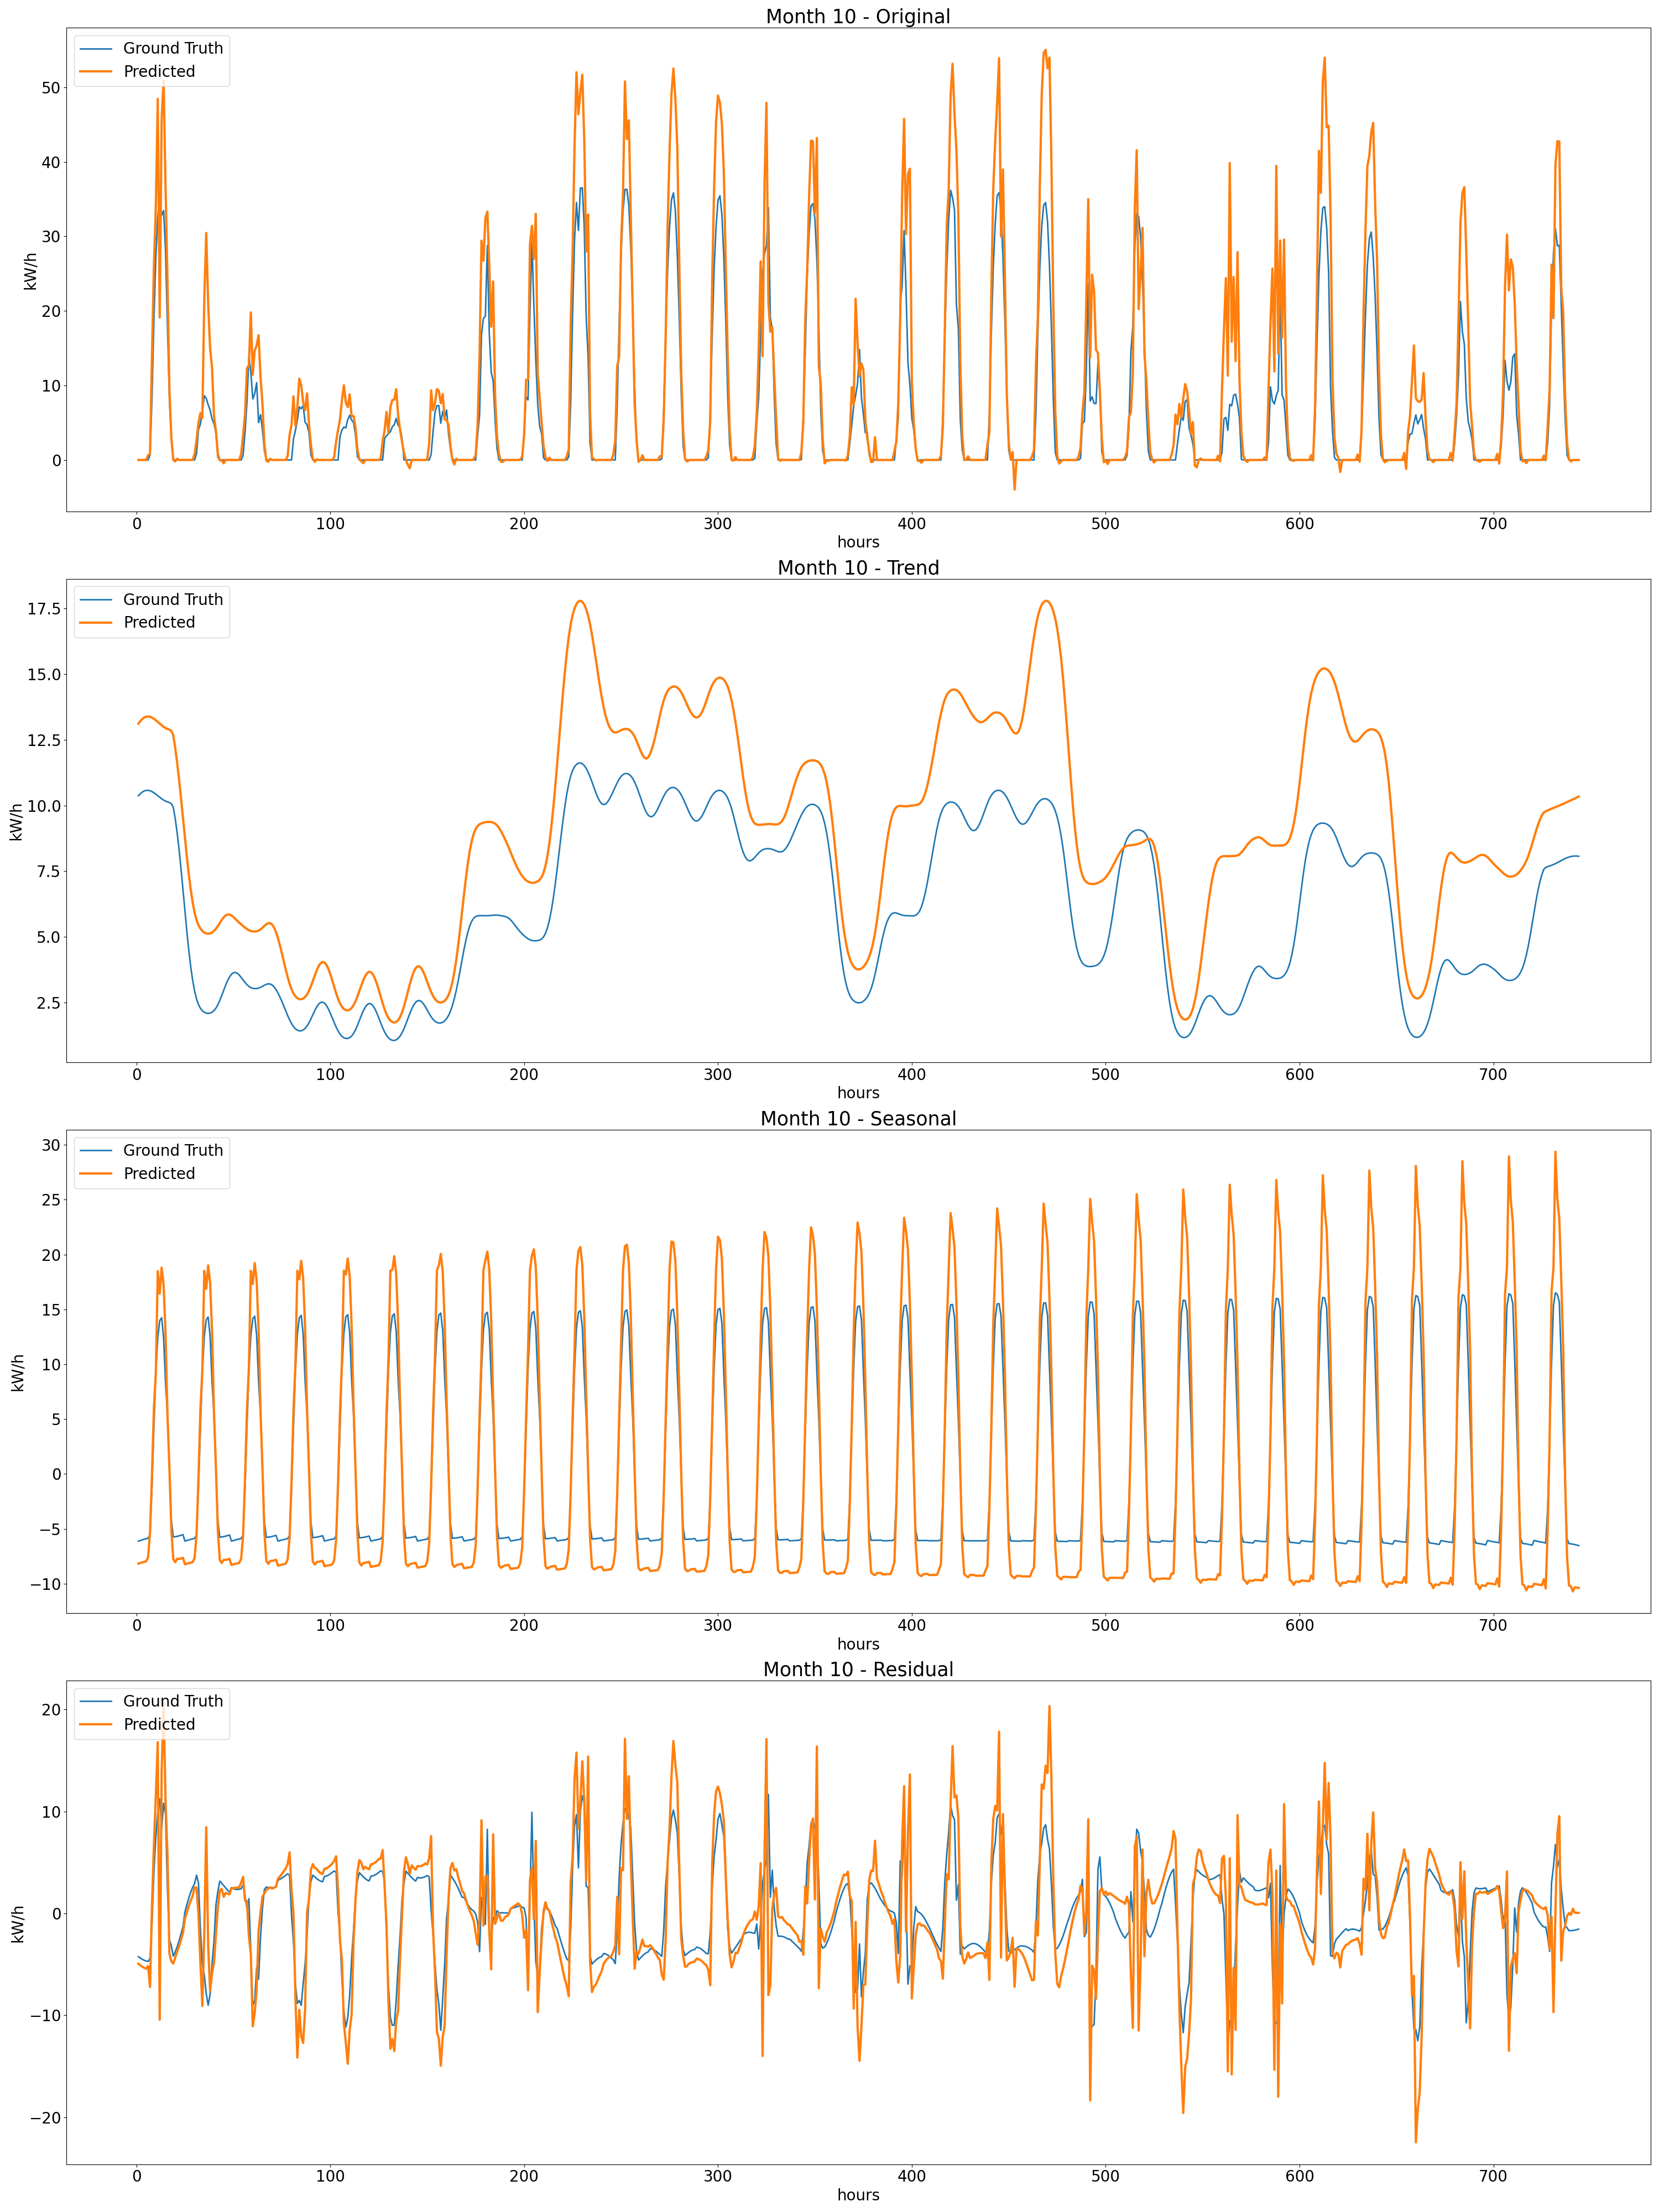 Month 10 - Original
Ground Truth
Predicted
50
40
30
20
10
0
kW/h
0 100 200 300 400 500 600 700
hours
Month 10 - Trend
Ground Truth
Predicted
17.5
15.0
12.5
10.0
7.5
5.0
2.5
kW/h
0 100 200 300 400 500 600 700
hours
Month 10 - Seasonal
Ground Truth
Predicted
30
25
20
15
10
5
0
−5
−10
kW/h
0 100 200 300 400 500 600 700
hours
Month 10 - Residual
Ground Truth
Predicted
20
10
0
−10
−20
kW/h
0 100 200 300 400 500 600 700
hours